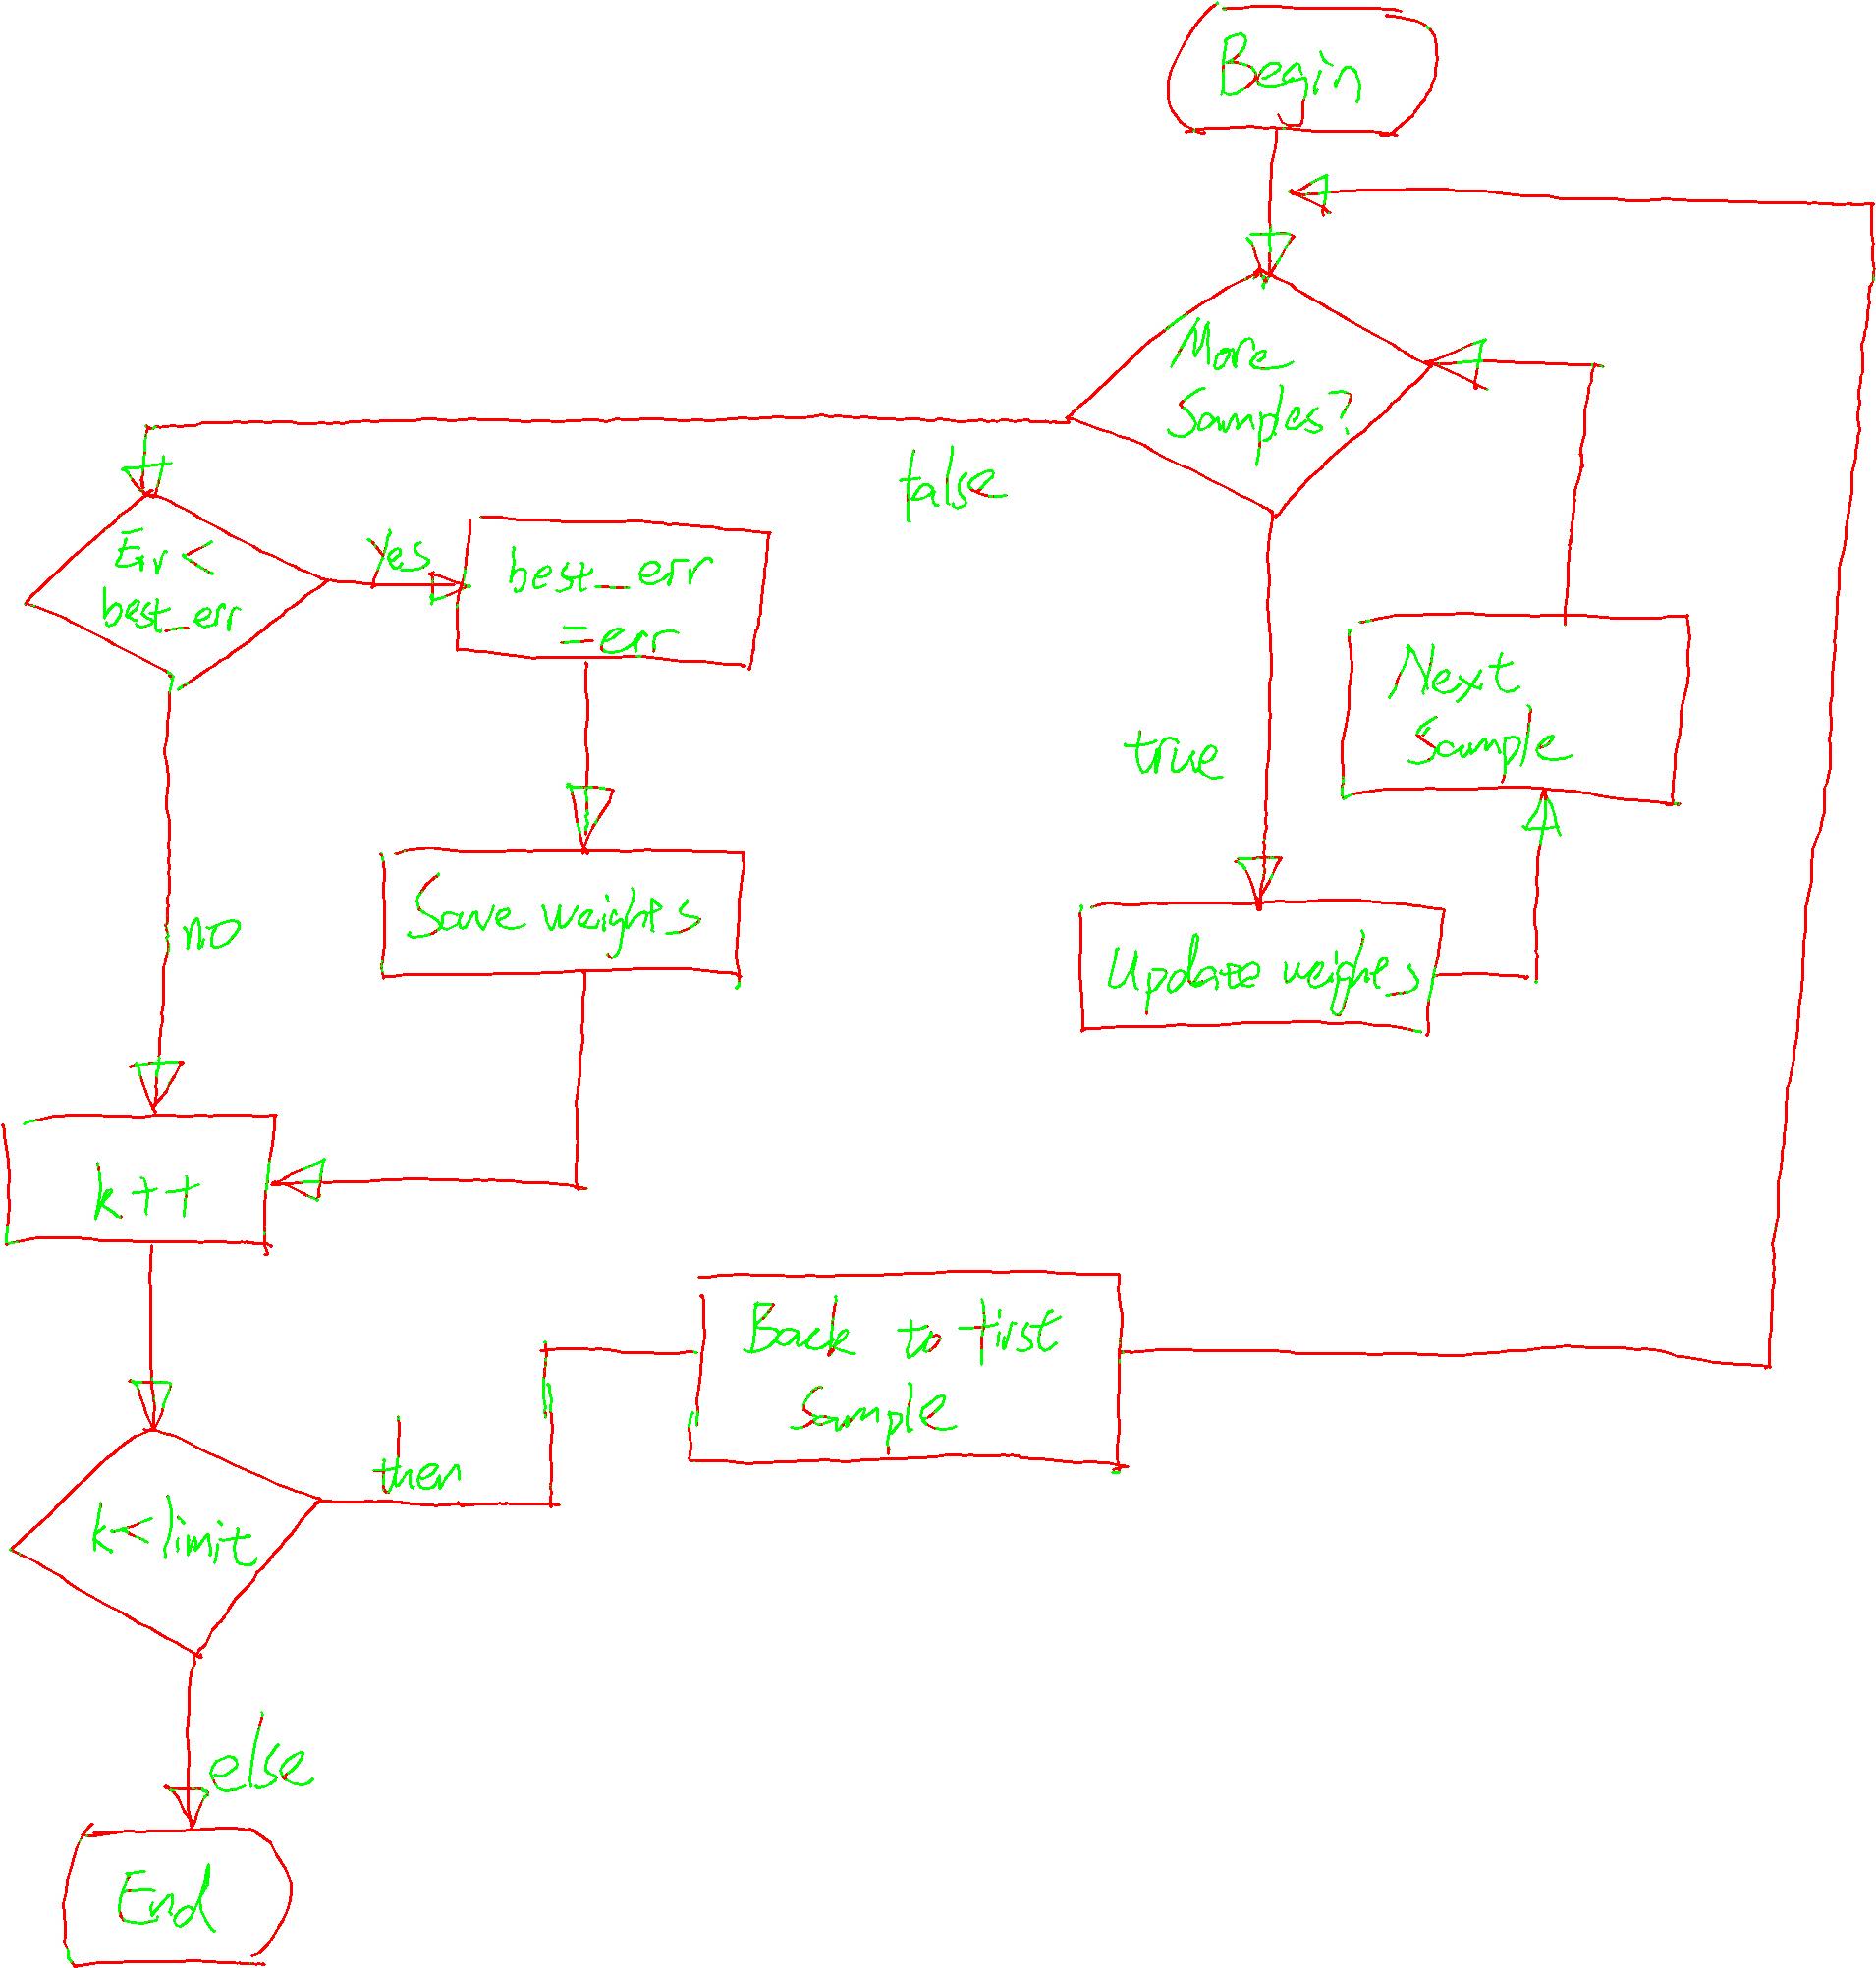 Begin
More
Samples?
false
Err <
best_err
Yes
best_err
=err
Next
Sample
true
Save weights
no
Update weights
k++
Back to first
Sample
then
k<limit
else
End